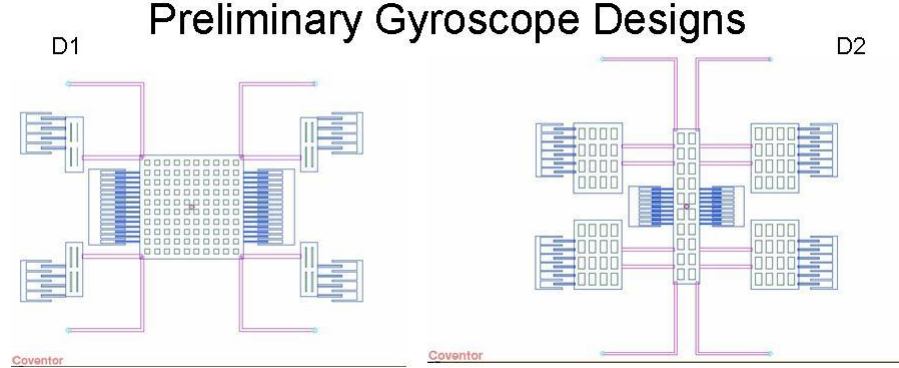 Preliminary Gyroscope Designs
D1
D2
Coventor
Coventor